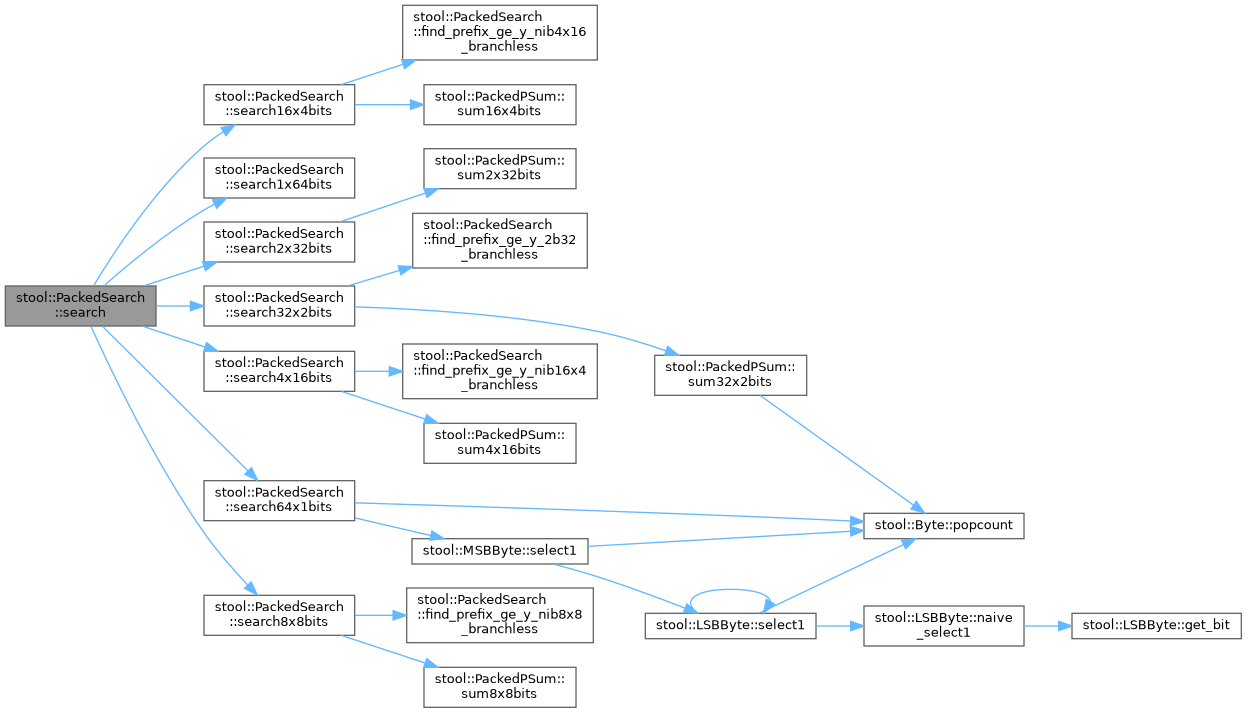 stool::PackedSearch
::find_prefix_ge_y_nib4x16
_branchless
stool::PackedSearch
::search16x4bits
stool::PackedPSum::
sum16x4bits
stool::PackedSearch
::search1x64bits
stool::PackedPSum::
sum2x32bits
stool::PackedSearch
::search2x32bits
stool::PackedSearch
::find_prefix_ge_y_2b32
_branchless
stool::PackedSearch
::search
stool::PackedSearch
::search32x2bits
stool::PackedSearch
::search4x16bits
stool::PackedSearch
::find_prefix_ge_y_nib16x4
_branchless
stool::PackedPSum::
sum32x2bits
stool::PackedPSum::
sum4x16bits
stool::PackedSearch
::search64x1bits
stool::Byte::popcount
stool::MSBByte::select1
stool::PackedSearch
::search8x8bits
stool::PackedSearch
::find_prefix_ge_y_nib8x8
_branchless
stool::LSBByte::select1
stool::LSBByte::naive
_select1
stool::LSBByte::get_bit
stool::PackedPSum::
sum8x8bits